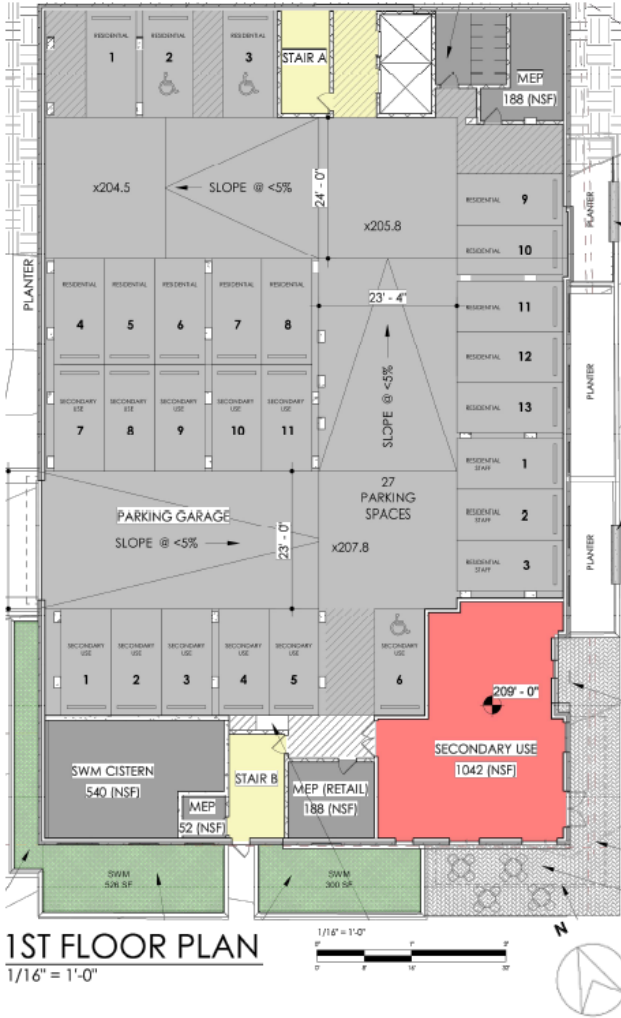 RESIDENTIAL
1
RESIDENTIAL
2
RESIDENTIAL
3
STAIR A
MEP
188 (NSF)
x204.5
SLOPE @ <5%
24' - 0"
x205.8
RESIDENTIAL 9
RESIDENTIAL 10
RESIDENTIAL 11
RESIDENTIAL 12
RESIDENTIAL 13
PLANTER
PLANTER
PLANTER
PLANTER
23' - 4"
SLOPE @ <5%
RESIDENTIAL
4
RESIDENTIAL
5
RESIDENTIAL
6
RESIDENTIAL
7
RESIDENTIAL
8
SECONDARY
USE
7
SECONDARY
USE
8
SECONDARY
USE
9
SECONDARY
USE
10
SECONDARY
USE
11
RESIDENTIAL
STAFF
1
RESIDENTIAL
STAFF
2
RESIDENTIAL
STAFF
3
27
PARKING
SPACES
PARKING GARAGE
SLOPE @ <5%
23' - 0"
x207.8
SECONDARY
USE
1
SECONDARY
USE
2
SECONDARY
USE
3
SECONDARY
USE
4
SECONDARY
USE
5
SECONDARY
USE
6
209' - 0"
SECONDARY USE
1042 (NSF)
SWM CISTERN
540 (NSF)
MEP
52 (NSF)
STAIR B
MEP (RETAIL)
188 (NSF)
SWM
526 SF
SWM
300 SF
1ST FLOOR PLAN
1/16" = 1'-0"
1/16" = 1'-0"
0" 1" 2"
0' 8' 16' 32'
N